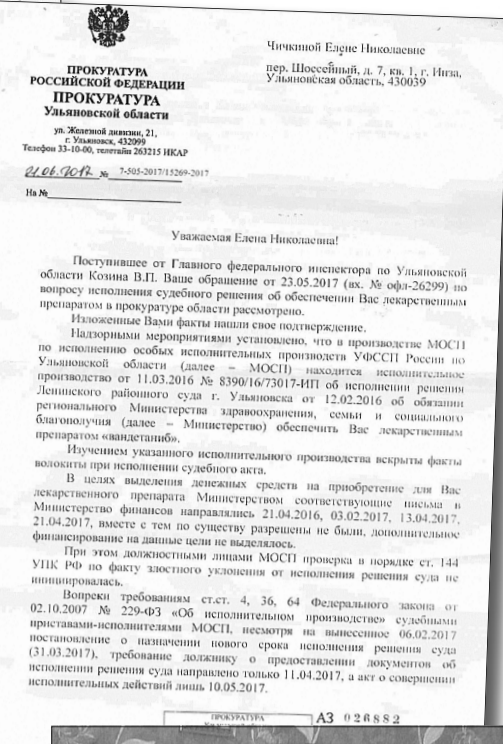 ПРОКУРАТУРА
РОССИЙСКОЙ ФЕДЕРАЦИИ
ПРОКУРАТУРА
Ульяновской области
ул. Железной дивизии, 21,
г. Ульяновск, 432099
Телефон 33-10-00, телетайп 263215 ИКАР
21.06.2017 № 7-505-2017/15269-2017
На №
Чичкиной Елене Николаевне
пер. Шоссейный, д. 7, кв. 1, г. Инза,
Ульяновская область, 430039
Уважаемая Елена Николаевна!
Поступившее от Главного федерального инспектора по Ульяновской
области Козина В.П. Ваше обращение от 23.05.2017 (вх. № офл-26299) по
вопросу исполнения судебного решения об обеспечении Вас лекарственным
препаратом в прокуратуре области рассмотрено.
Изложенные Вами факты нашли свое подтверждение.
Надзорными мероприятиями установлено, что в производстве МОСП
по исполнению особых исполнительных производств УФССП России по
Ульяновской области (далее – МОСП) находится исполнительное
производство от 11.03.2016 № 8390/16/73017-ИП об исполнении решения
Ленинского районного суда г. Ульяновска от 12.02.2016 об обязании
регионального Министерства здравоохранения, семьи и социального
благополучия (далее – Министерство) обеспечить Вас лекарственным
препаратом «вандетаниб».
Изучением указанного исполнительного производства вскрыты факты
волокиты при исполнении судебного акта.
В целях выделения денежных средств на приобретение для Вас
лекарственного препарата Министерством соответствующие письма в
Министерство финансов направлялись 21.04.2016, 03.02.2017, 13.04.2017,
21.04.2017, вместе с тем по существу разрешены не были, дополнительное
финансирование на данные цели не выделялось.
При этом должностными лицами МОСП проверка в порядке ст. 144
УПК РФ по факту злостного уклонения от исполнения решения суда не
инициировалась.
Вопреки требованиям ст.ст. 4, 36, 64 Федерального закона от
02.10.2007 № 229-ФЗ «Об исполнительном производстве» судебными
приставами-исполнителями МОСП, несмотря на вынесенное 06.02.2017
постановление о назначении нового срока исполнения решения суда
(31.03.2017), требование должнику о предоставлении документов об
исполнении решения суда направлено только 11.04.2017, а акт о совершении
исполнительных действий лишь 10.05.2017.
ПРОКУРАТУРА
АЗ 026882